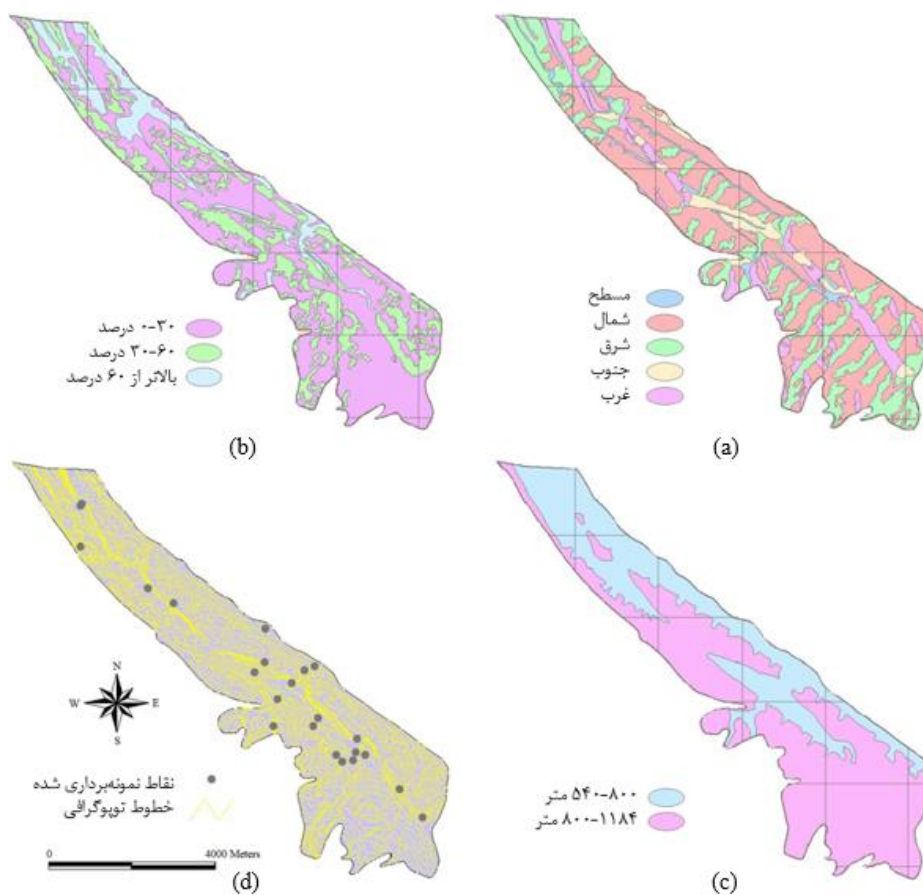 ۰-۳۰ درصد
۳۰-۶۰ درصد
بالاتر از ۶۰ درصد
(b)
مسطح
شمال
شرق
جنوب
غرب
(a)
N
W E
S
نقاط نمونه‌برداری شده
خطوط توپوگرافی
0 4000 Meters
(d)
۵۴۰-۸۰۰ متر
۸۰۰-۱۱۸۴ متر
(c)